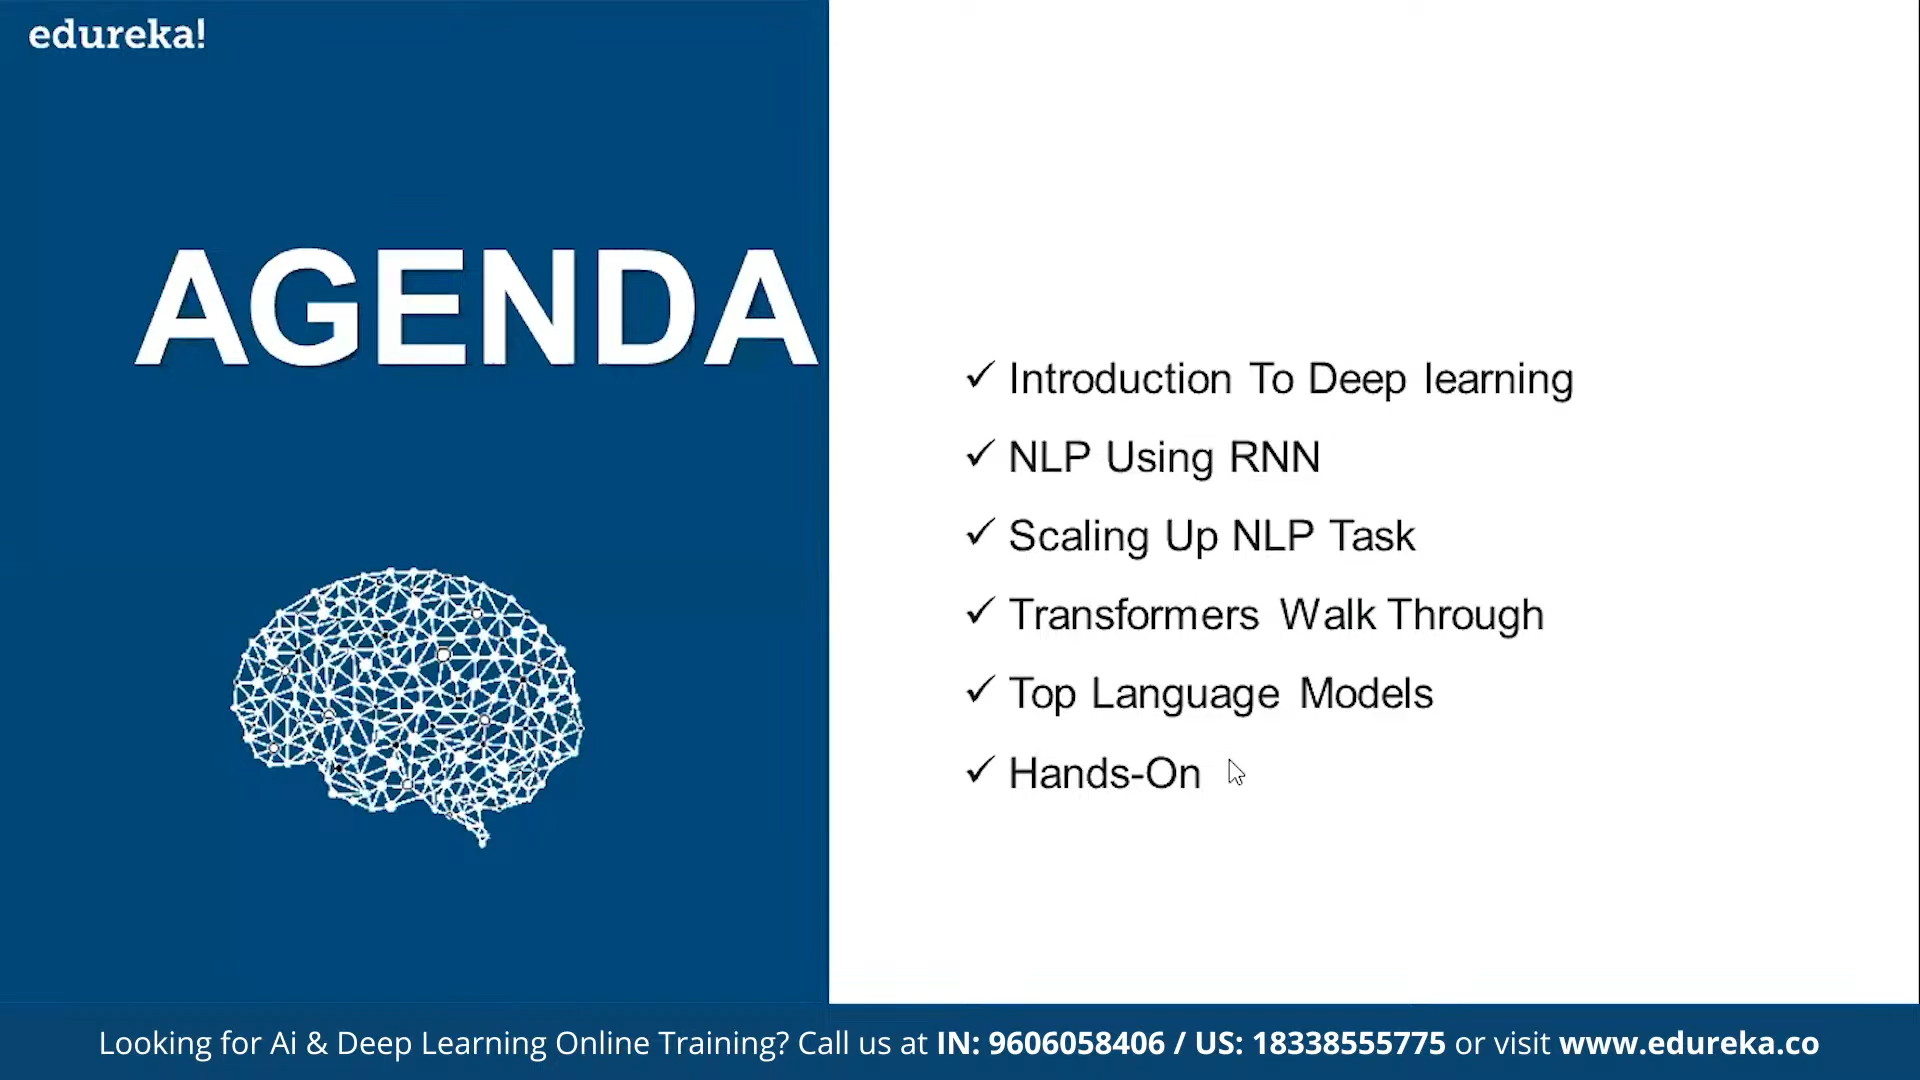 edureka!
AGENDA
✓ Introduction To Deep learning
✓ NLP Using RNN
✓ Scaling Up NLP Task
✓ Transformers Walk Through
✓ Top Language Models
✓ Hands-On
Looking for Ai & Deep Learning Online Training? Call us at IN: 9606058406 / US: 18338555775 or visit www.edureka.co